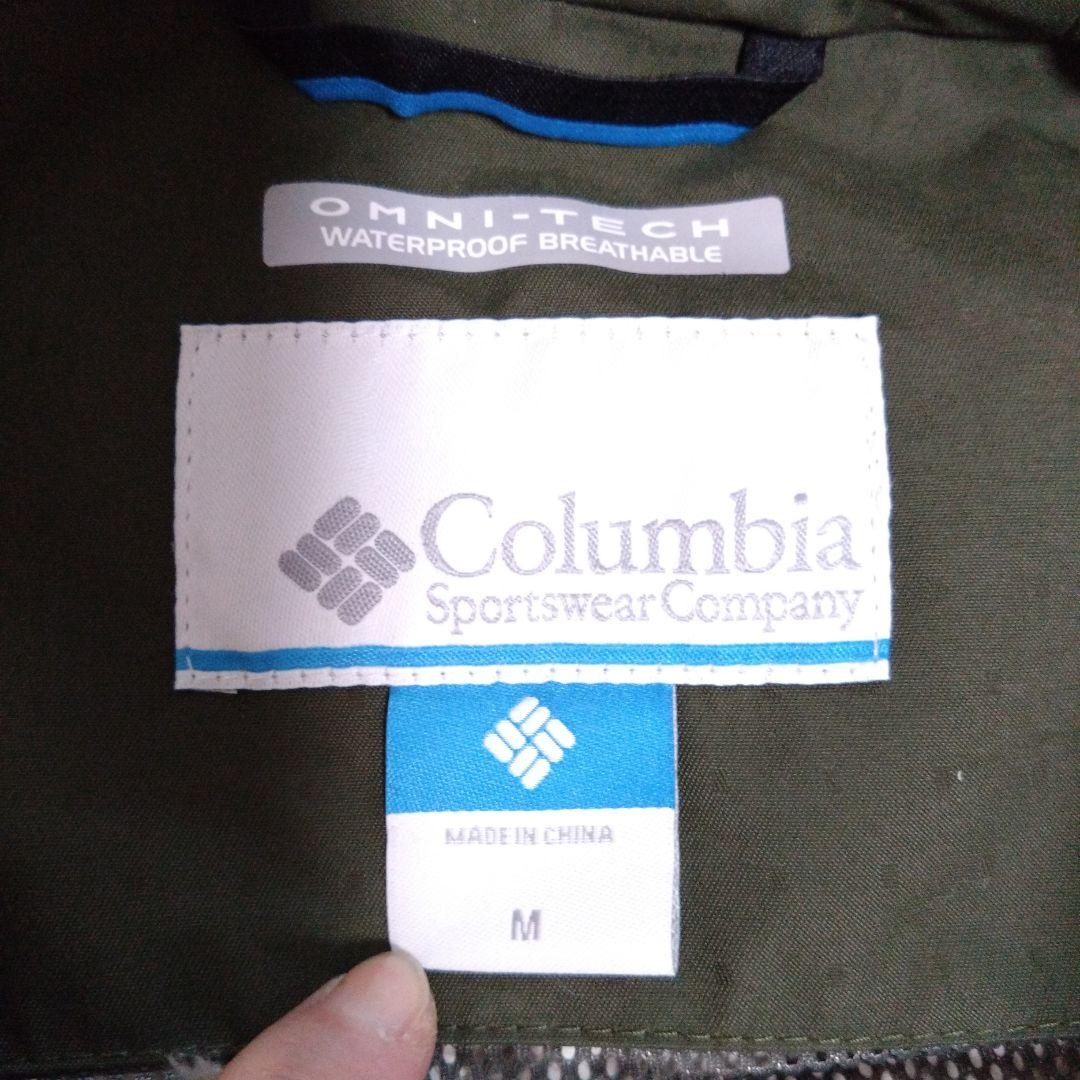 OMNI-TECH
WATERPROOF BREATHABLE
Columbia
Sportswear Company
MADE IN CHINA
M